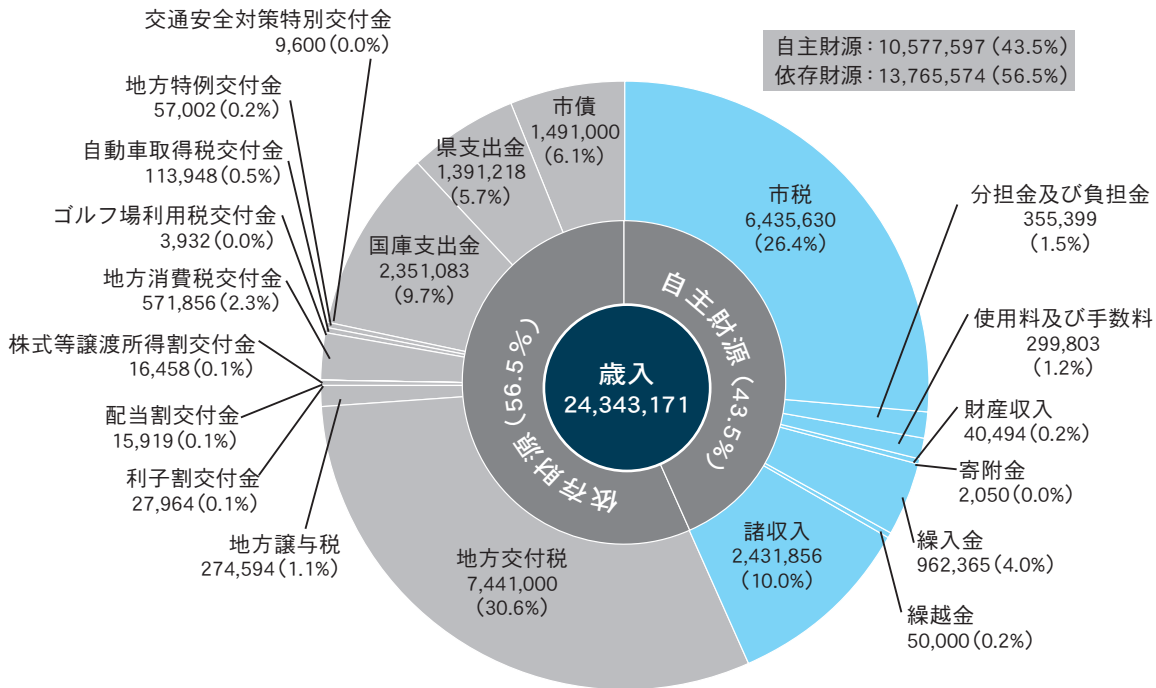 自主財源：10,577,597 (43.5%)
依存財源：13,765,574 (56.5%)
歳入
24,343,171
自主財源(43.5%)
依存財源(56.5%)
市税
6,435,630
(26.4%)
分担金及び負担金
355,399
(1.5%)
使用料及び手数料
299,803
(1.2%)
財産収入
40,494(0.2%)
寄附金
2,050(0.0%)
繰入金
962,365(4.0%)
繰越金
50,000(0.2%)
諸収入
2,431,856
(10.0%)
地方交付税
7,441,000
(30.6%)
地方譲与税
274,594(1.1%)
利子割交付金
27,964(0.1%)
配当割交付金
15,919(0.1%)
株式等譲渡所得割交付金
16,458(0.1%)
地方消費税交付金
571,856(2.3%)
ゴルフ場利用税交付金
3,932(0.0%)
自動車取得税交付金
113,948(0.5%)
地方特例交付金
57,002(0.2%)
交通安全対策特別交付金
9,600(0.0%)
国庫支出金
2,351,083
(9.7%)
県支出金
1,391,218
(5.7%)
市債
1,491,000
(6.1%)